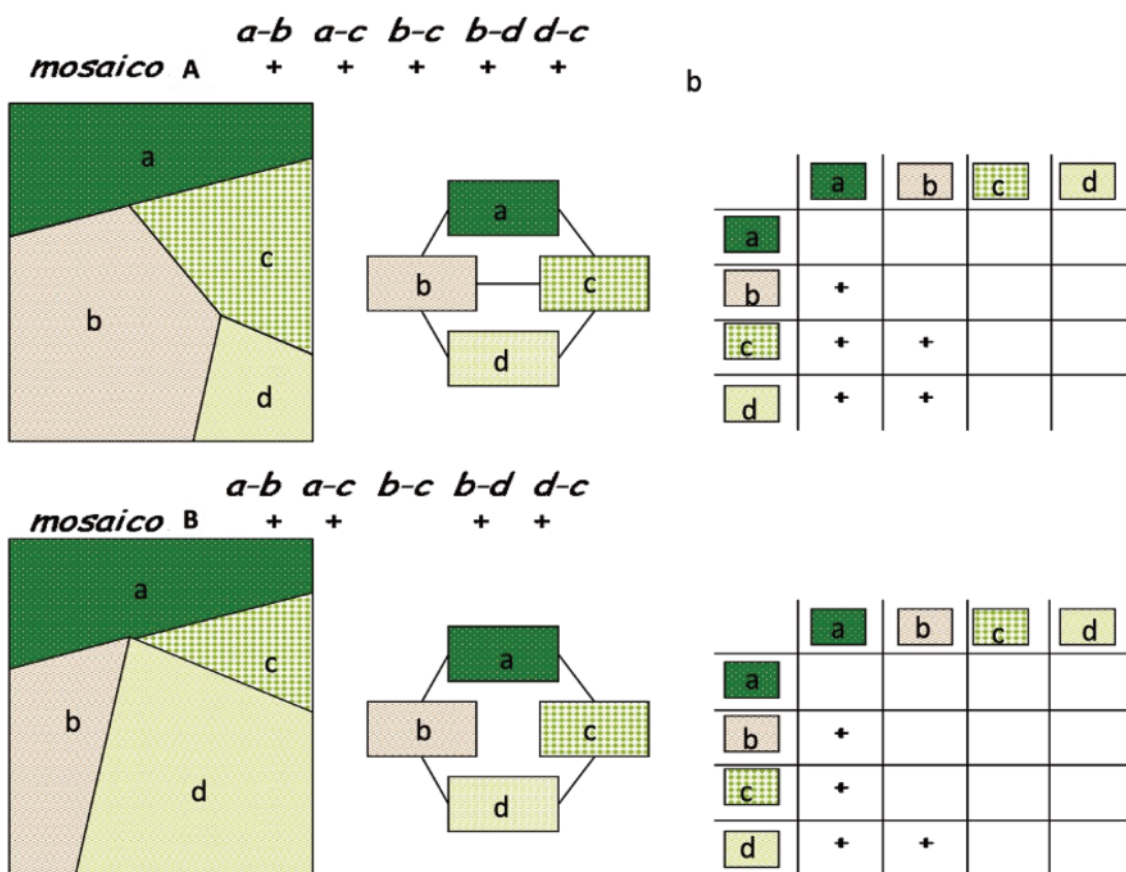 a-b a-c b-c b-d d-c
mosaico A + + + + +
b
a
c
b
d
a
b c
d
a b c d
a
b +
c + +
d + +
a-b a-c b-c b-d d-c
mosaico B + + + +
a
c
b
d
a
b c
d
a b c d
a
b +
c +
d + +